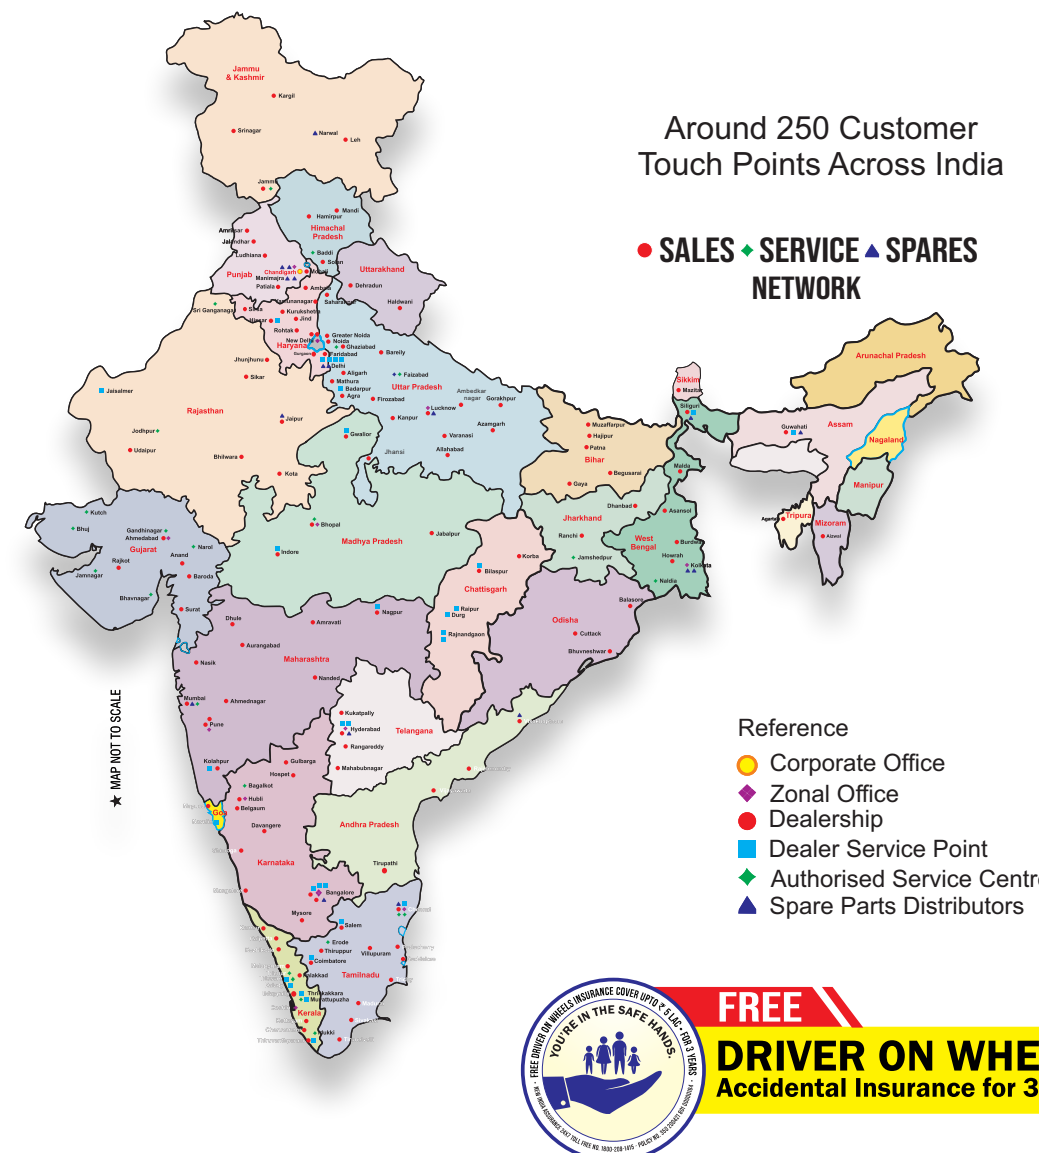 Around 250 Customer
Touch Points Across India
SALES SERVICE SPARES
NETWORK
Jammu
& Kashmir
Kargil
Srinagar
Narwal
Leh
Jammu
Mandi
Hamirpur
Himachal
Pradesh
Baddi
Solan
Amritsar
Jalandhar
Ludhiana
Punjab
Chandigarh
Mohali
Manimajra
Patiala
Uttarakhand
Dehradun
Haldwani
Ambala
Yamunanagar
Saharanpur
Sirsa
Kurukshetra
Hissar
Jind
Rohtak
Haryana
New Delhi
Gurgaon
Greater Noida
Noida
Ghaziabad
Faridabad
Delhi
Sri Ganganagar
Jhunjhunu
Sikar
Jaisalmer
Rajasthan
Jaipur
Jodhpur
Udaipur
Bhilwara
Kota
Aligarh
Mathura
Badarpur
Agra
Bareily
Faizabad
Uttar Pradesh
Firozabad
Ambedkar
nagar
Gorakhpur
Lucknow
Kanpur
Azamgarh
Varanasi
Allahabad
Gwalior
Jhansi
Muzaffarpur
Hajipur
Patna
Bihar
Begusarai
Gaya
Sikkim
Siliguri
Malda
Arunachal Pradesh
Assam
Guwahati
Nagaland
Manipur
Tripura
Mizoram
Aizwal
Jharkhand
Dhanbad
Ranchi
Jamshedpur
Asansol
West
Bengal
Howrah
Kolkata
Naldia
Kutch
Bhuj
Gandhinagar
Ahmedabad
Gujarat
Narol
Anand
Rajkot
Jamnagar
Baroda
Bhavnagar
Surat
Bhopal
Madhya Pradesh
Jabalpur
Indore
Korba
Bilaspur
Chattisgarh
Raipur
Durg
Rajnandgaon
Balasore
Odisha
Cuttack
Bhuvneshwar
Nagpur
Dhule
Amravati
Aurangabad
Maharashtra
Nasik
Nanded
Mumbai
Ahmednagar
Pune
Kolahpur
MAP NOT TO SCALE
Kukatpally
Hyderabad
Telangana
Rangareddy
Mahabubnagar
Gulbarga
Hospet
Bagalkot
Hubli
Belgaum
Goa
Davangere
Karnataka
Andhra Pradesh
Tirupathi
Bangalore
Mysore
Salem
Erode
Thiruppur
Coimbatore
Villupuram
Tamilnadu
Palakkad
Thrikkakkara
Muvattupuzha
Kerala
Idukki
Reference
Corporate Office
Zonal Office
Dealership
Dealer Service Point
Authorised Service Centr
Spare Parts Distributors
FREE DRIVER ON WHEELS INSURANCE COVER UPTO ₹ 5 LAC - FOR 3 YEARS
YOU'RE IN THE SAFE HANDS.
FREE
DRIVER ON WHE
Accidental Insurance for 3